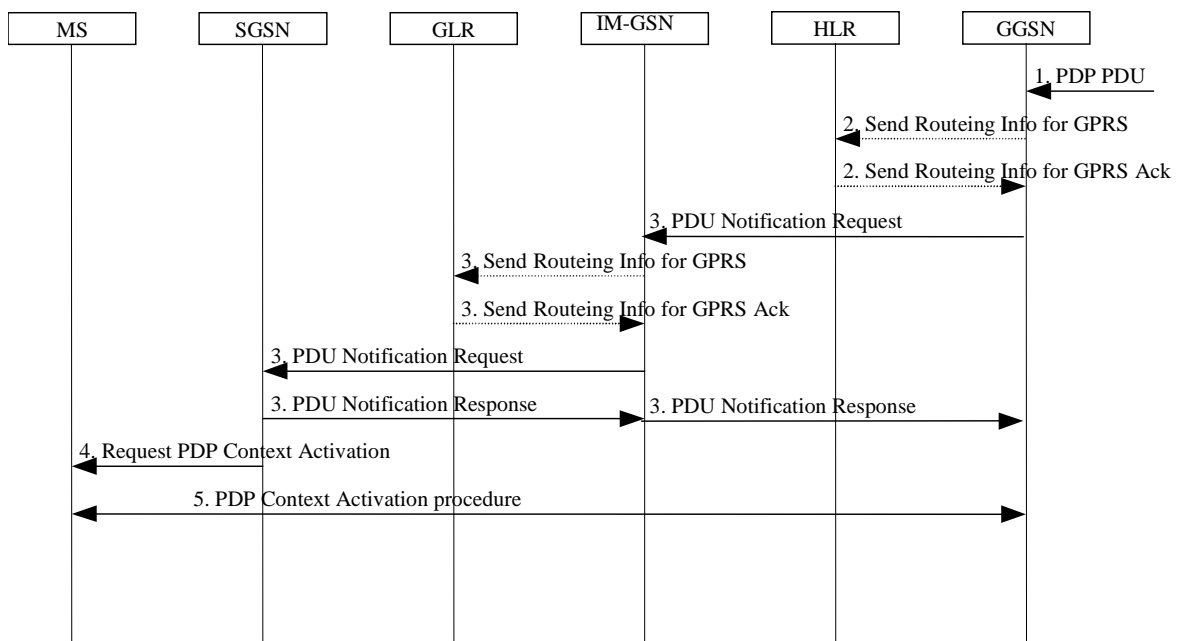 MS
SGSN
GLR
IM-GSN
HLR
GGSN
1. PDP PDU
2. Send Routeing Info for GPRS
2. Send Routeing Info for GPRS Ack
3. PDU Notification Request
3. Send Routeing Info for GPRS
3. Send Routeing Info for GPRS Ack
3. PDU Notification Request
3. PDU Notification Response
3. PDU Notification Response
4. Request PDP Context Activation
5. PDP Context Activation procedure